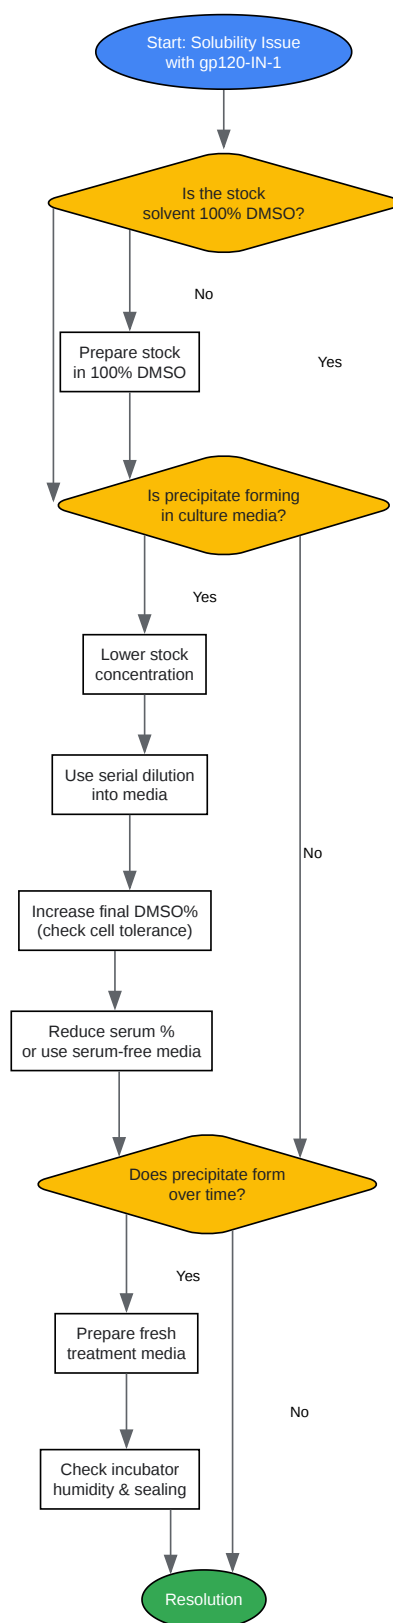 Start: Solubility Issue
with gp120-IN-1
Is the stock
solvent 100% DMSO?
No
Prepare stock
in 100% DMSO
Yes
Is precipitate forming
in culture media?
Yes
Lower stock
concentration
Use serial dilution
into media
No
Increase final DMSO%
(check cell tolerance)
Reduce serum %
or use serum-free media
Does precipitate form
over time?
Yes
Prepare fresh
treatment media
No
Check incubator
humidity & sealing
Resolution